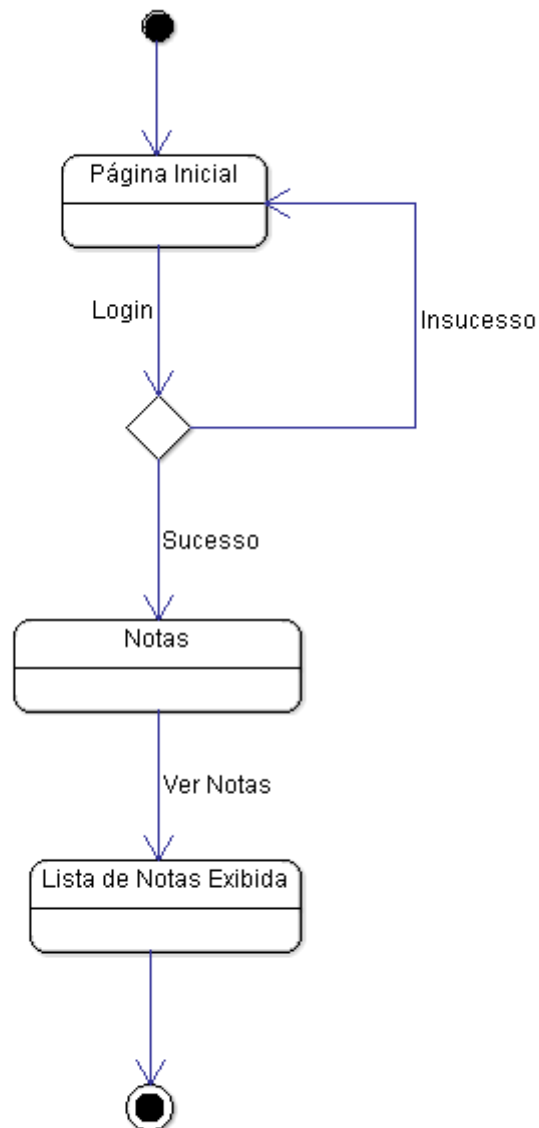 Página Inicial
Login
Insucesso
Sucesso
Notas
Ver Notas
Lista de Notas Exibida